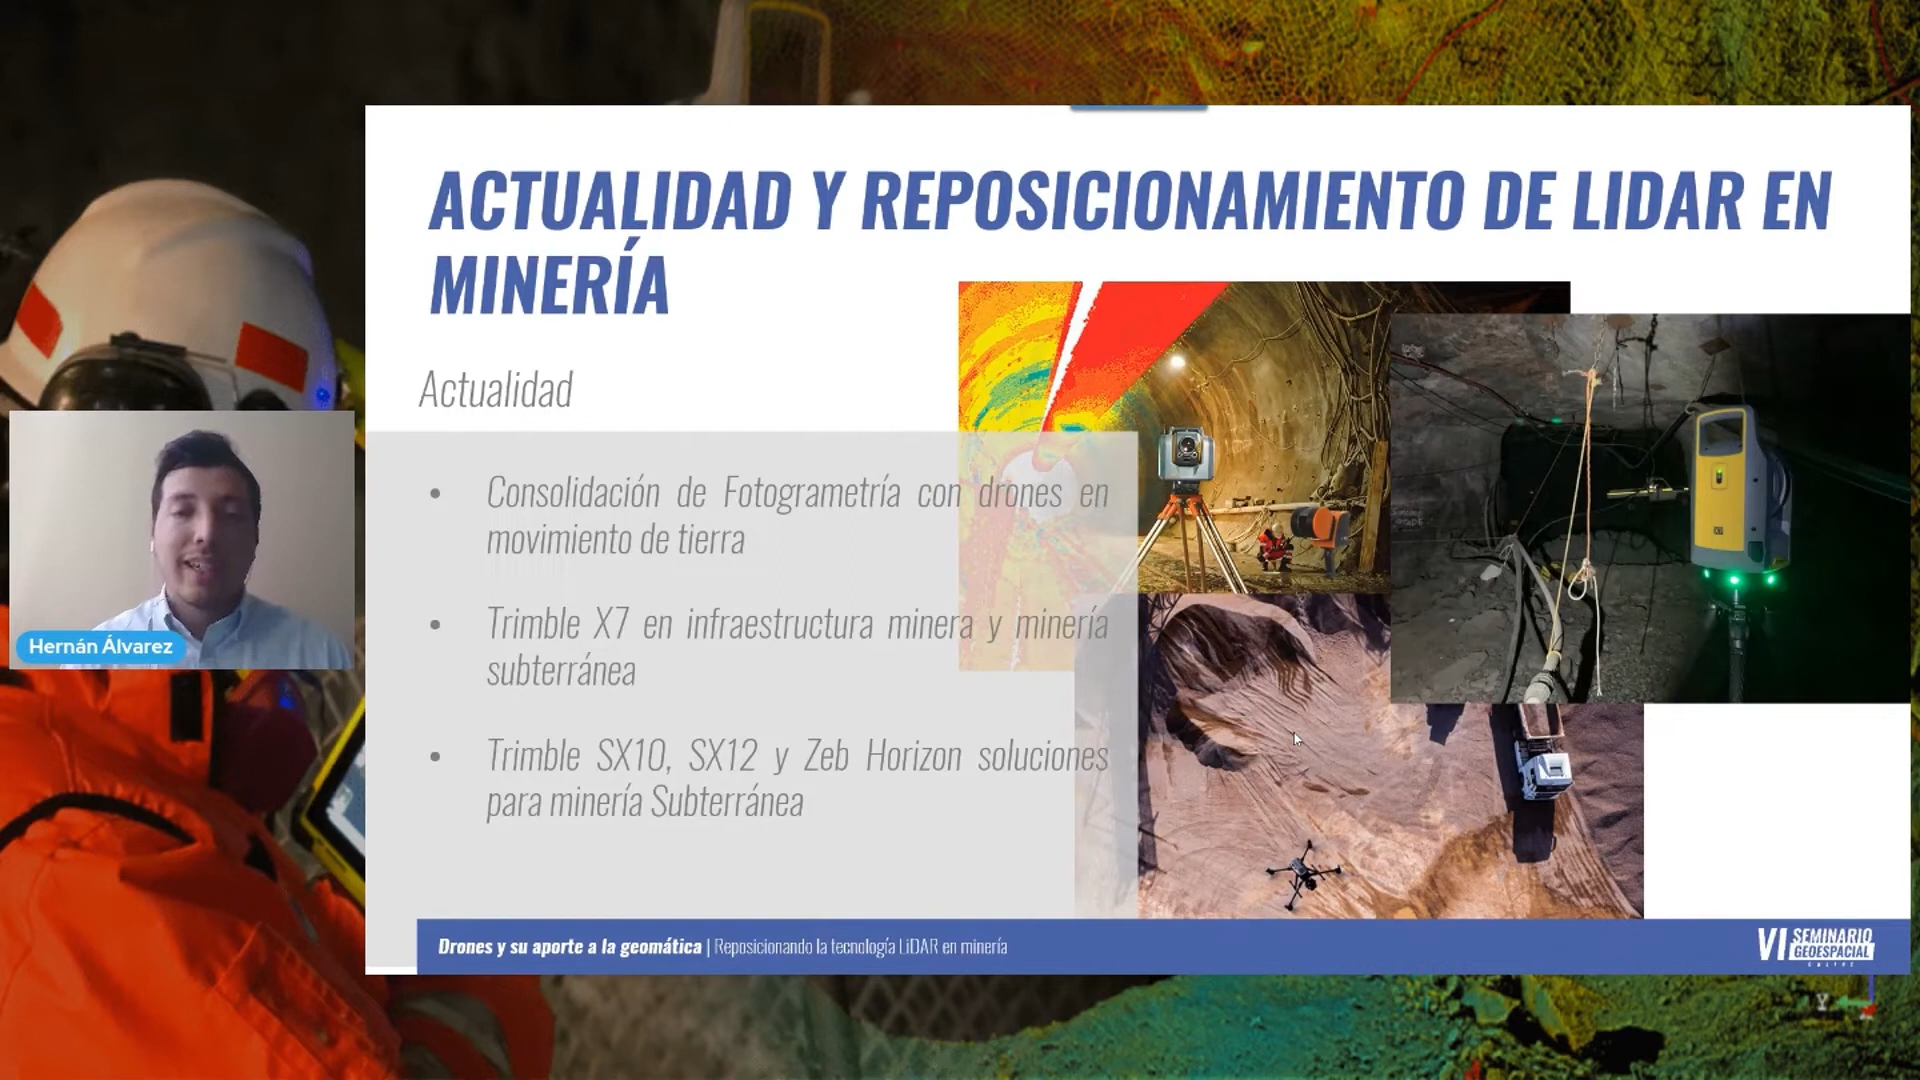 ACTUALIDAD Y REPOSICIONAMIENTO DE LIDAR EN
MINERÍA
Actualidad
• Consolidación de Fotogrametría con drones en
movimiento de tierra
• Trimble X7 en infraestructura minera y minería
subterránea
• Trimble SX10, SX12 y Zeb Horizon soluciones
para minería Subterránea
Hernán Álvarez
Drones y su aporte a la geomática | Reposicionando la tecnología LiDAR en minería
VI SEMINARIO
GEOESPACIAL
Y